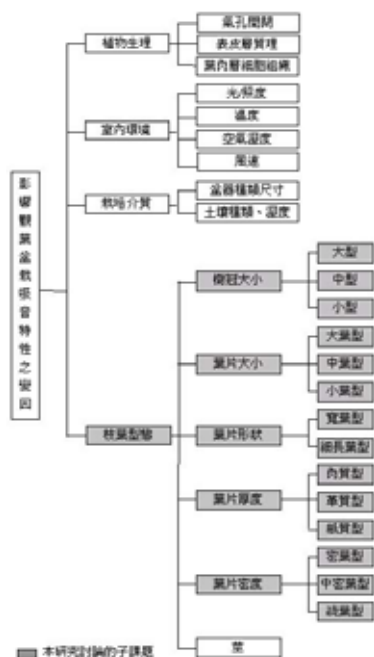 影響觀葉盆栽吸音特性之變因
植物生理
氣孔開閉
表皮層質理
葉肉層細胞組織
室內環境
光照度
溫度
空氣溼度
風速
栽培介質
盆器種類尺寸
土壤種類、溼度
枝葉型態
樹冠大小
大型
中型
小型
葉片大小
大葉型
中葉型
小葉型
葉片形狀
寬葉型
細長葉型
葉片厚度
肉質型
革質型
紙質型
葉片密度
密葉型
中密葉型
疏葉型
莖
本研究討論的子課題